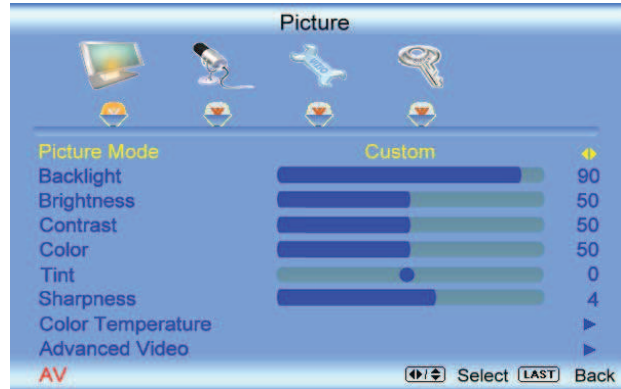 Picture
Picture Mode Custom
Backlight 90
Brightness 50
Contrast 50
Color 50
Tint 0
Sharpness 4
Color Temperature
Advanced Video
AV Select LAST Back